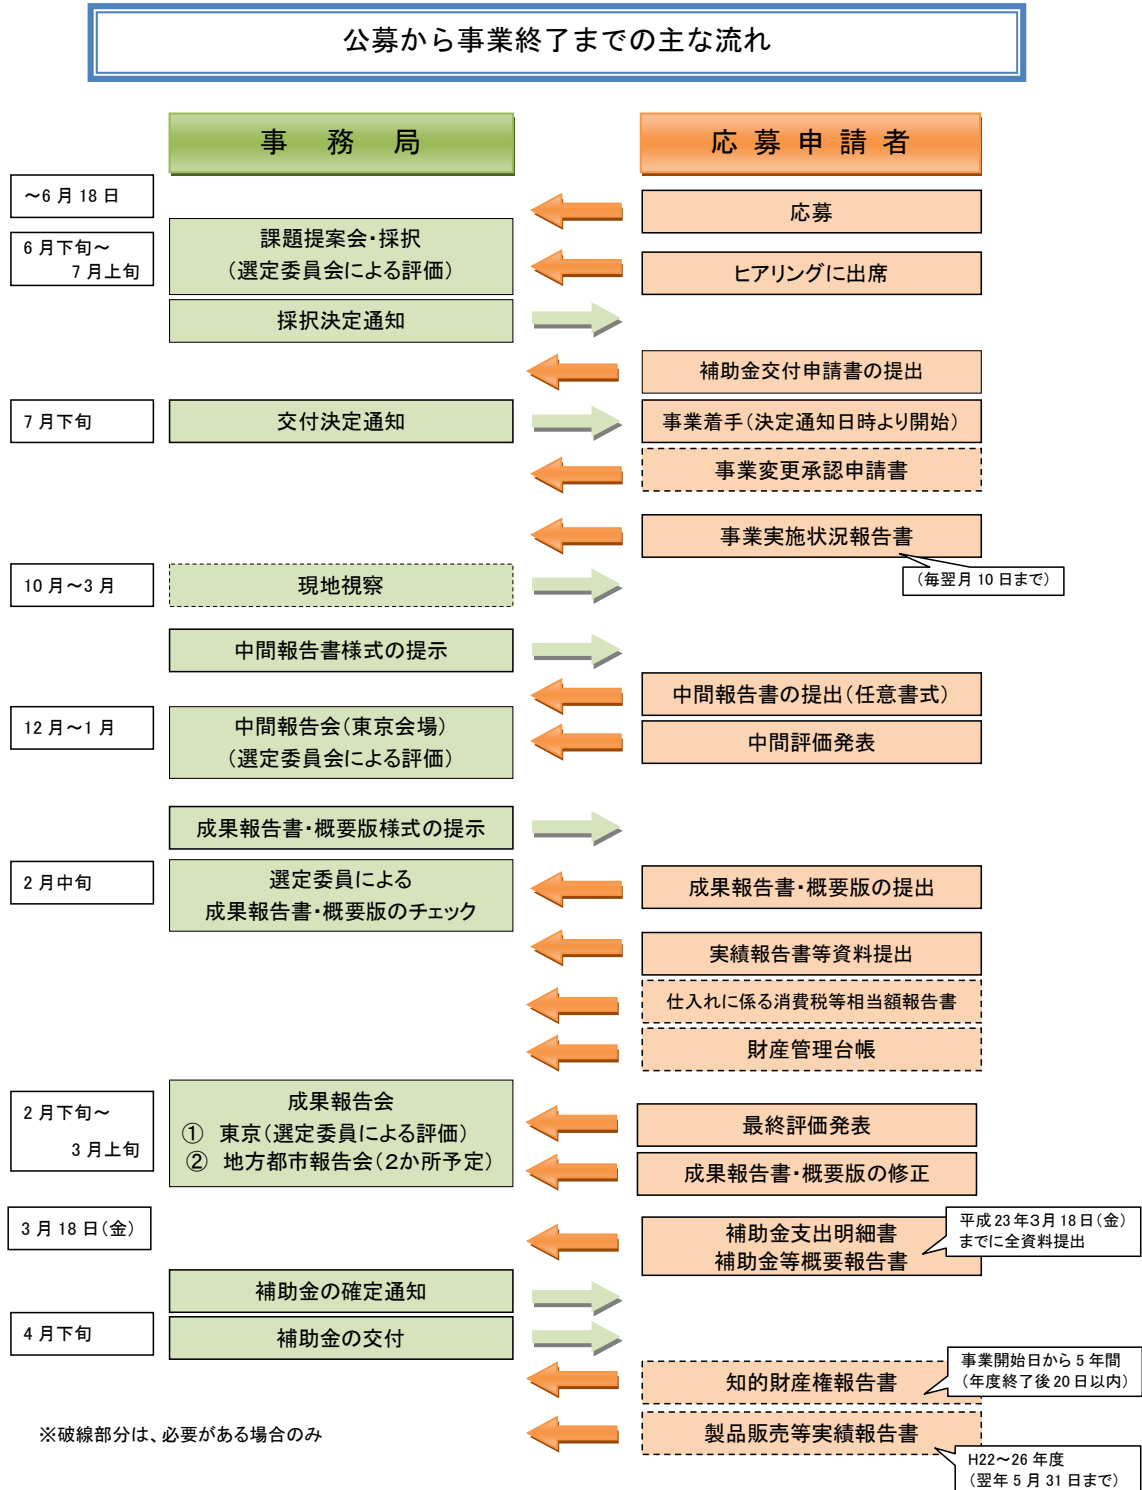 公募から事業終了までの主な流れ
事 務 局
応 募 申 請 者
～6月18日
応募
6月下旬～
7月上旬
課題提案会・採択
（選定委員会による評価）
ヒアリングに出席
採択決定通知
補助金交付申請書の提出
7月下旬
交付決定通知
事業着手（決定通知日時より開始）
事業変更承認申請書
事業実施状況報告書
（毎翌月10日まで）
10月～3月
現地視察
中間報告書様式の提示
中間報告書の提出（任意書式）
12月～1月
中間報告会（東京会場）
（選定委員会による評価）
中間評価発表
成果報告書・概要版様式の提示
2月中旬
選定委員による
成果報告書・概要版のチェック
成果報告書・概要版の提出
実績報告書等資料提出
仕入れに係る消費税等相当額報告書
財産管理台帳
2月下旬～
3月上旬
成果報告会
① 東京（選定委員による評価）
② 地方都市報告会（2か所予定）
最終評価発表
成果報告書・概要版の修正
3月18日（金）
補助金支出明細書
補助金等概要報告書
平成23年3月18日（金）
までに全資料提出
補助金の確定通知
4月下旬
補助金の交付
知的財産権報告書
事業開始日から5年間
（年度終了後20日以内）
※破線部分は、必要がある場合のみ
製品販売等実績報告書
H22～26年度
（翌年5月31日まで）